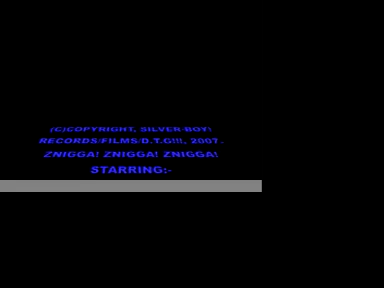 (C)COPYRIGHT, SILVER-BOY!
RECORDS/FILMS/D.T.G!!!, 2007.
ZNIGGA! ZNIGGA! ZNIGGA!
STARRING:-